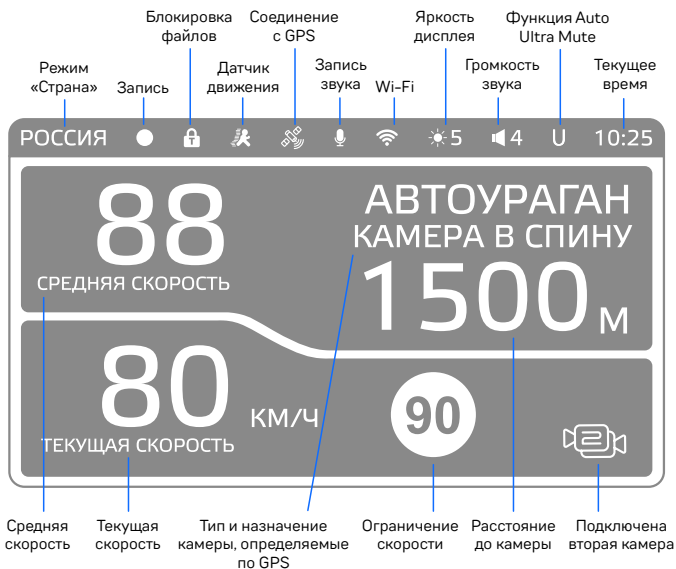 Блокировка
файлов
Соединение
с GPS
Яркость
дисплея
Функция Auto
Ultra Mute
Режим
«Страна»
Запись
Датчик
движения
Запись
звука
Wi-Fi
Громкость
звука
Текущее
время
РОССИЯ 5 4 U 10:25
88
СРЕДНЯЯ СКОРОСТЬ
АВТОУРАГАН
КАМЕРА В СПИНУ
1500 М
80 КМ/Ч
ТЕКУЩАЯ СКОРОСТЬ
90
2
Средняя
скорость
Текущая
скорость
Тип и назначение
камеры, определяемые
по GPS
Ограничение
скорости
Расстояние
до камеры
Подключена
вторая камера